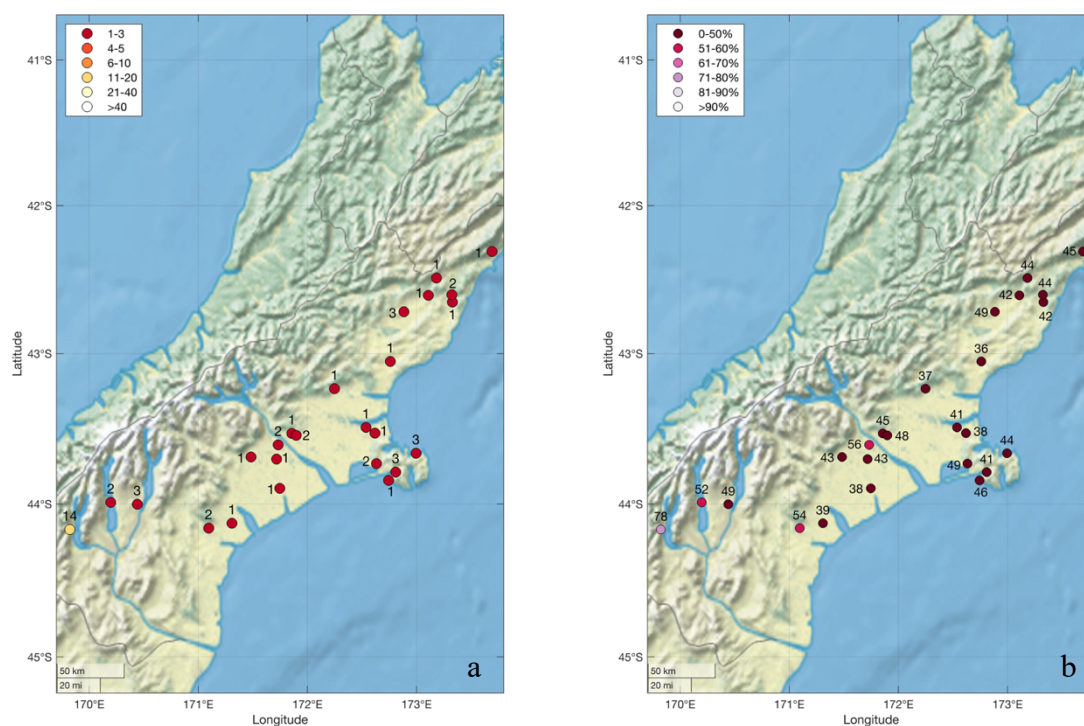 1-3
4-5
6-10
11-20
21-40
>40
41°S
42°S
43°S
44°S
45°S
Latitude
1
1
1
2
3
1
1
1
1
1
1
2
2
1
1
3
2
3
1
1
2
3
14
2
1
50 km
20 mi
a
170°E
171°E
172°E
173°E
Longitude
0-50%
51-60%
61-70%
71-80%
81-90%
>90%
41°S
42°S
43°S
44°S
45°S
Latitude
45
44
42
44
49
42
36
37
41
38
45
48
56
43
43
44
49
41
46
38
52
49
78
54
39
50 km
20 mi
b
170°E
171°E
172°E
173°E
Longitude